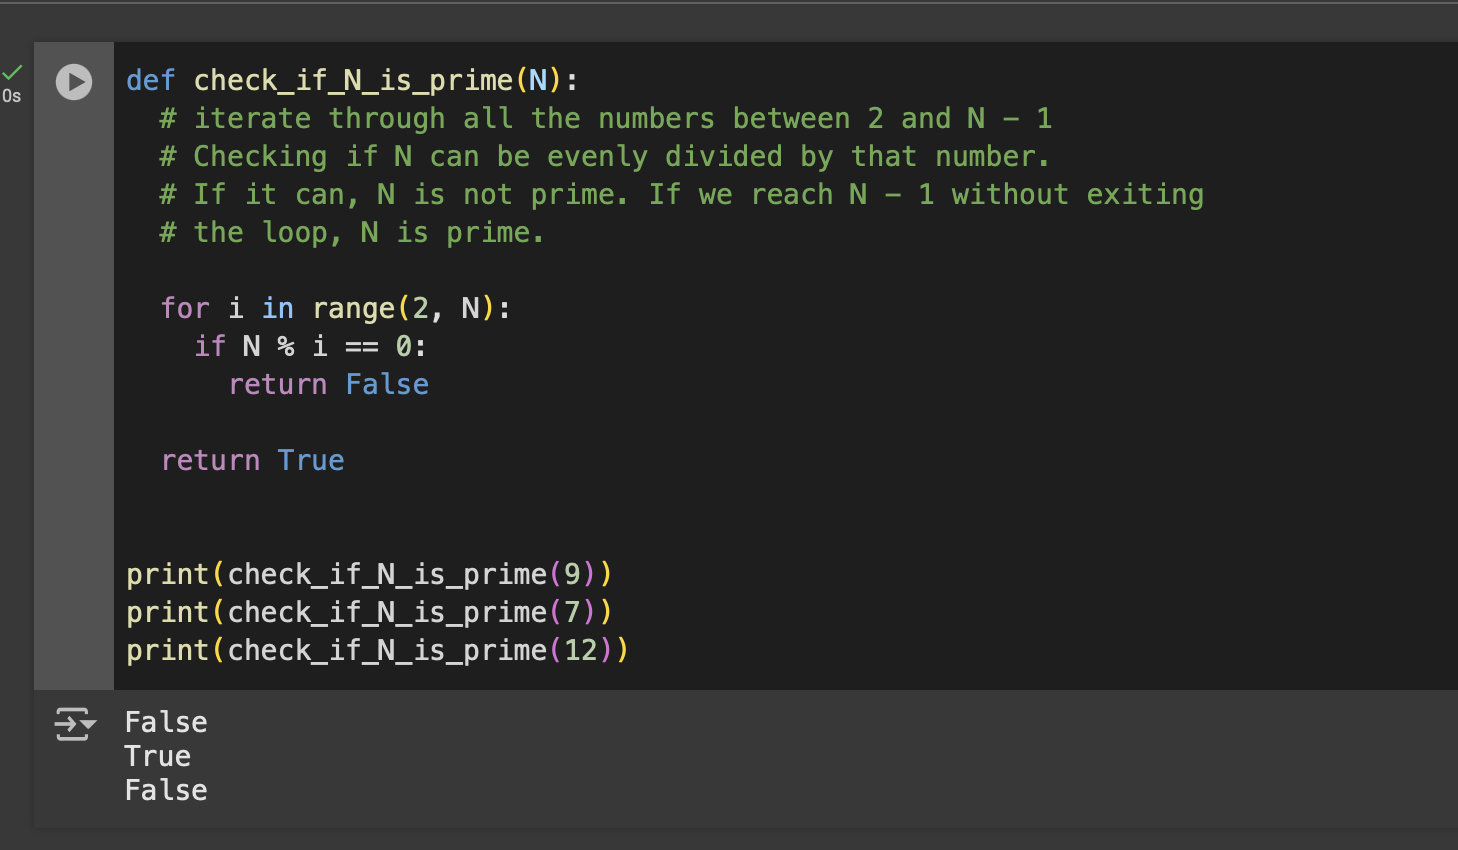 0s
def check_if_N_is_prime(N):
  # iterate through all the numbers between 2 and N - 1
  # Checking if N can be evenly divided by that number.
  # If it can, N is not prime. If we reach N - 1 without exiting
  # the loop, N is prime.
  for i in range(2, N):
    if N % i == 0:
      return False
  return True
print(check_if_N_is_prime(9))
print(check_if_N_is_prime(7))
print(check_if_N_is_prime(12))
False
True
False